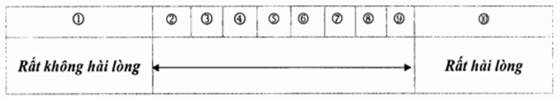 ① ② ③ ④ ⑤ ⑥ ⑦ ⑧ ⑨ ⑩
Rất không hài lòng Rất hài lòng